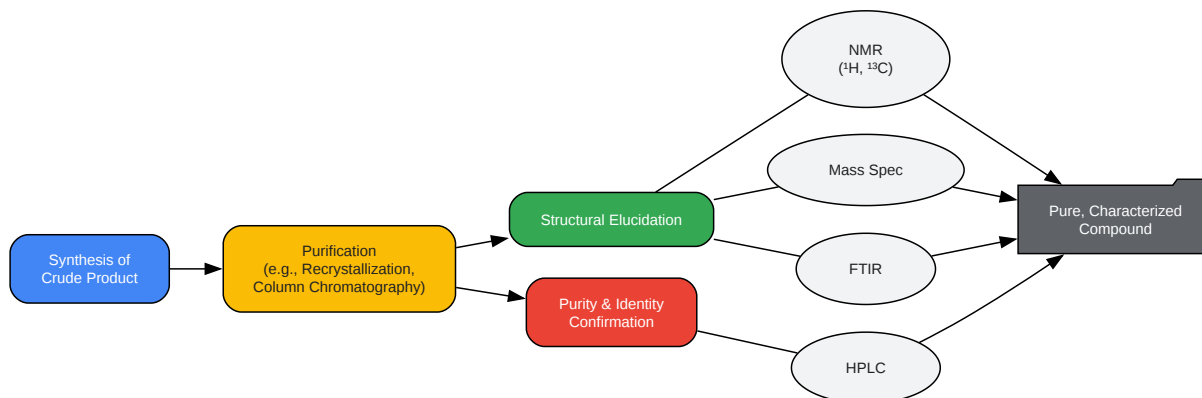 Synthesis of
Crude Product
Purification
(e.g., Recrystallization,
Column Chromatography)
Structural Elucidation
Purity & Identity
Confirmation
NMR
(¹H, ¹³C)
Mass Spec
FTIR
HPLC
Pure, Characterized
Compound